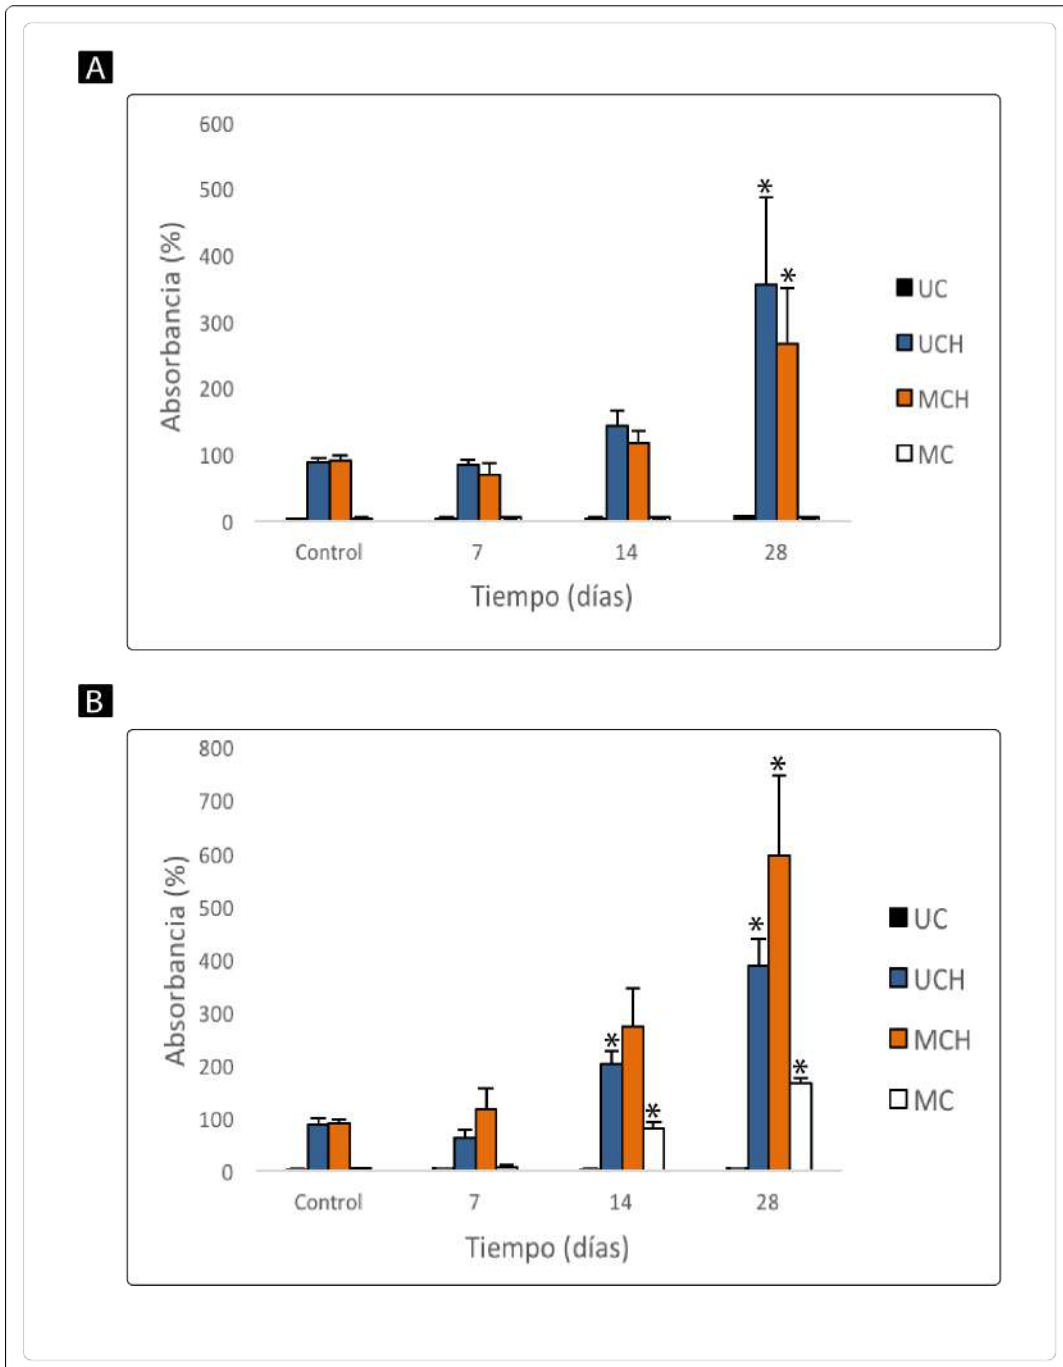 A
600
500
400
300
200
100
0
Absorbancia (%)
* *
Control 7 14 28
Tiempo (días)
UC
UCH
MCH
MC
B
800
700
600
500
400
300
200
100
0
Absorbancia (%)
* * * * *
Control 7 14 28
Tiempo (días)
UC
UCH
MCH
MC